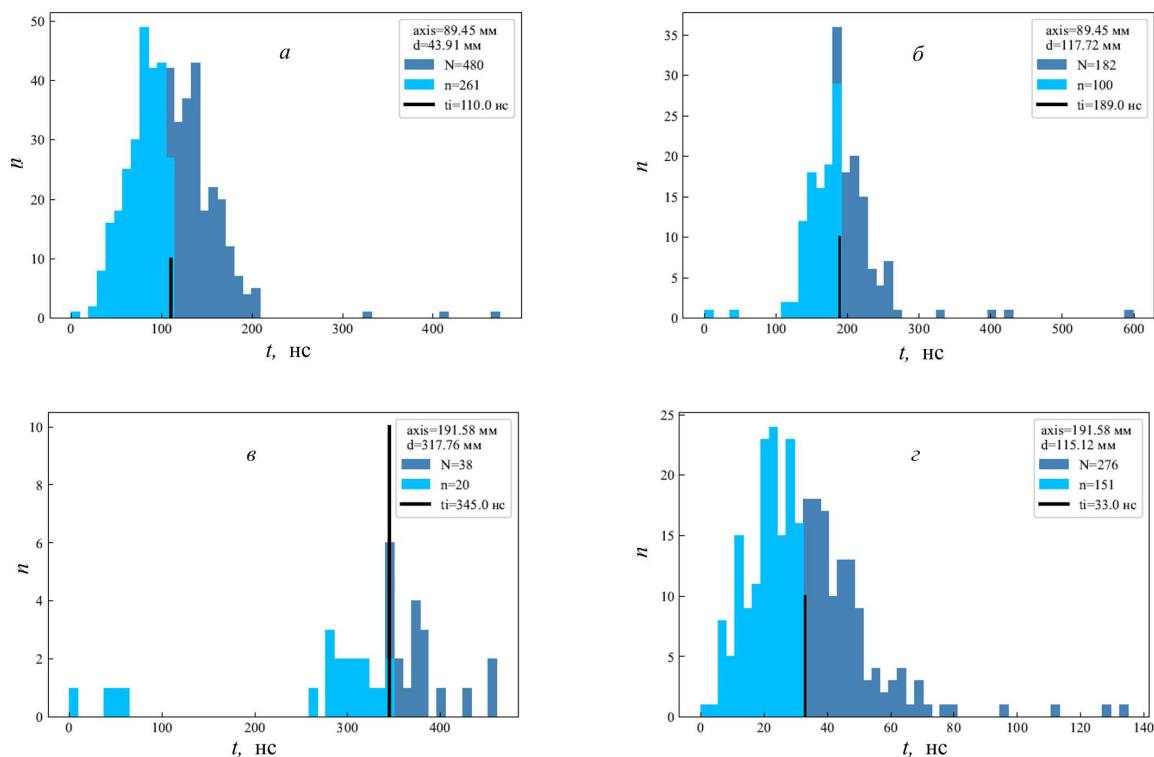 50
40
30
20
10
0
n
а
axis=89.45 мм
d=43.91 мм
N=480
n=261
ti=110.0 нс
0 100 200 300 400
t, нс
35
30
25
20
15
10
5
0
n
б
axis=89.45 мм
d=117.72 мм
N=182
n=100
ti=189.0 нс
0 100 200 300 400 500 600
t, нс
10
8
6
4
2
0
n
в
axis=191.58 мм
d=317.76 мм
N=38
n=20
ti=345.0 нс
0 100 200 300 400
t, нс
25
20
15
10
5
0
n
г
axis=191.58 мм
d=115.12 мм
N=276
n=151
ti=33.0 нс
0 20 40 60 80 100 120 140
t, нс